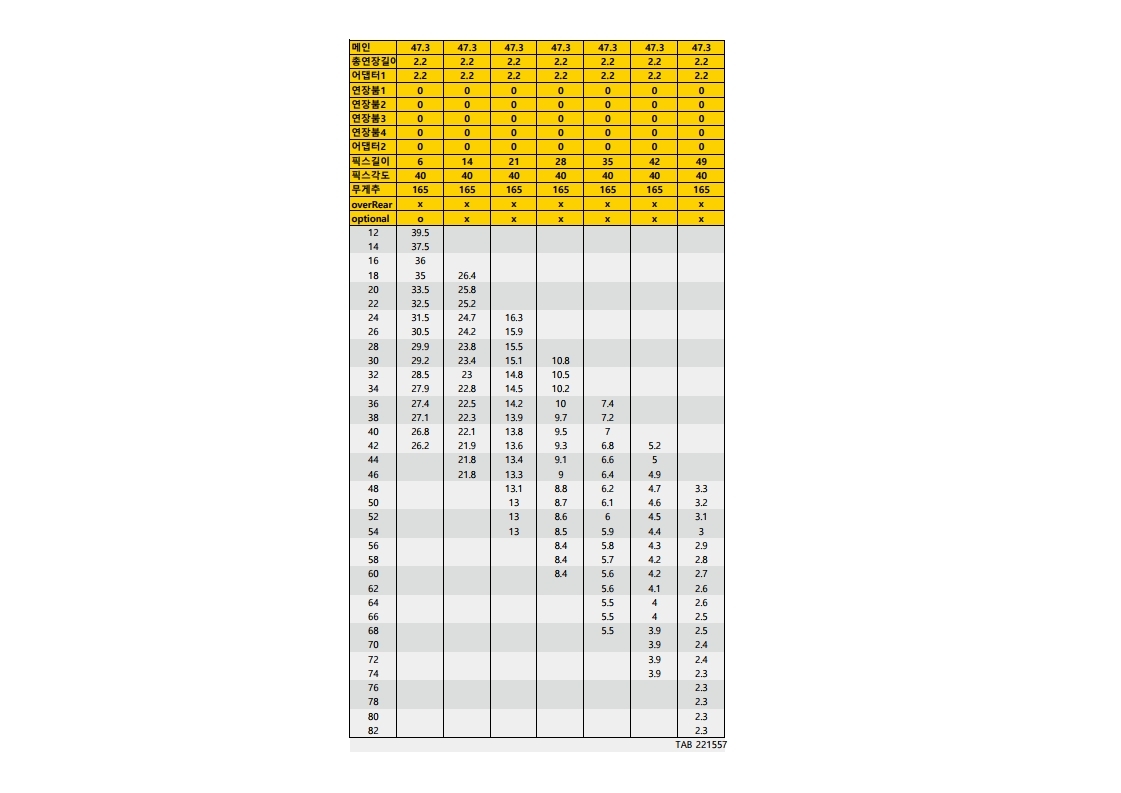 메인 47.3 47.3 47.3 47.3 47.3 47.3 47.3
총연장길이 2.2 2.2 2.2 2.2 2.2 2.2 2.2
어댑터1 2.2 2.2 2.2 2.2 2.2 2.2 2.2
연장붐1 0 0 0 0 0 0 0
연장붐2 0 0 0 0 0 0 0
연장붐3 0 0 0 0 0 0 0
연장붐4 0 0 0 0 0 0 0
어댑터2 0 0 0 0 0 0 0
픽스길이 6 14 21 28 35 42 49
픽스각도 40 40 40 40 40 40 40
무게추 165 165 165 165 165 165 165
overRear x x x x x x x
optional o x x x x x x
12 39.5
14 37.5
16 36
18 35 26.4
20 33.5 25.8
22 32.5 25.2
24 31.5 24.7 16.3
26 30.5 24.2 15.9
28 29.9 23.8 15.5
30 29.2 23.4 15.1 10.8
32 28.5 23 14.8 10.5
34 27.9 22.8 14.5 10.2
36 27.4 22.5 14.2 10 7.4
38 27.1 22.3 13.9 9.7 7.2
40 26.8 22.1 13.8 9.5 7
42 26.2 21.9 13.6 9.3 6.8 5.2
44 21.8 13.4 9.1 6.6 5
46 21.8 13.3 9 6.4 4.9
48 13.1 8.8 6.2 4.7 3.3
50 13 8.7 6.1 4.6 3.2
52 13 8.6 6 4.5 3.1
54 13 8.5 5.9 4.4 3
56 8.4 5.8 4.3 2.9
58 8.4 5.7 4.2 2.8
60 8.4 5.6 4.2 2.7
62 5.6 4.1 2.6
64 5.5 4 2.6
66 5.5 4 2.5
68 5.5 3.9 2.5
70 3.9 2.4
72 3.9 2.4
74 3.9 2.3
76 2.3
78 2.3
80 2.3
82 2.3
TAB 221557